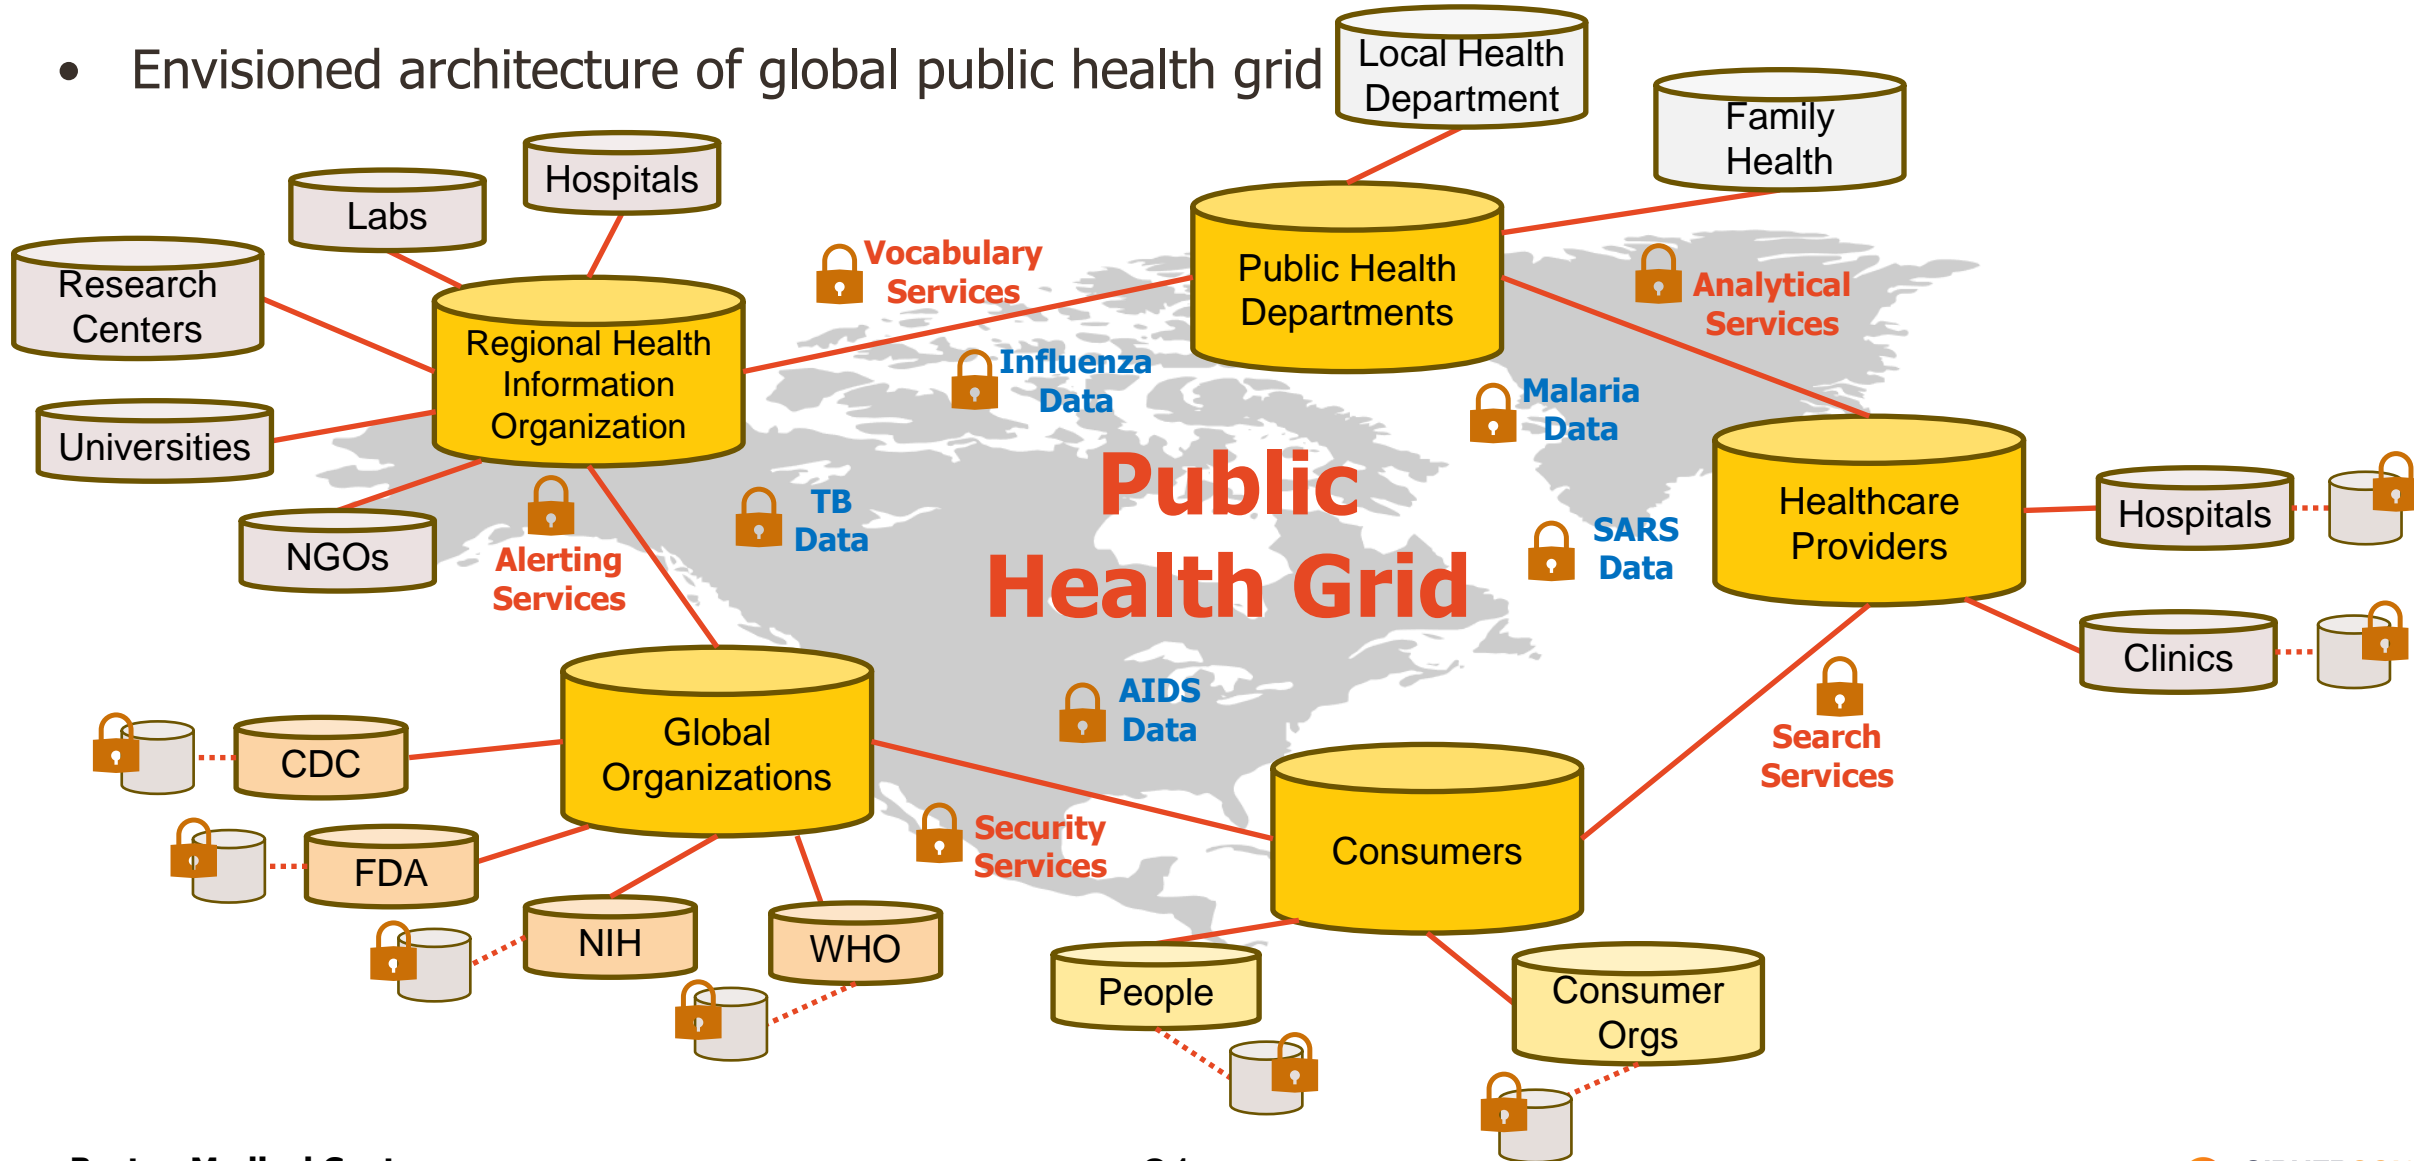 • Envisioned architecture of global public health grid
Local Health
Department
Family
Health
Hospitals
Labs
Research
Centers
Universities
NGOs
Regional Health
Information
Organization
Vocabulary
Services
Public Health
Departments
Analytical
Services
Influenza
Data
Malaria
Data
TB
Data
SARS
Data
Alerting
Services
Public
Health Grid
Healthcare
Providers
Hospitals
Clinics
AIDS
Data
Search
Services
Global
Organizations
CDC
FDA
NIH
WHO
Security
Services
Consumers
People
Consumer
Orgs